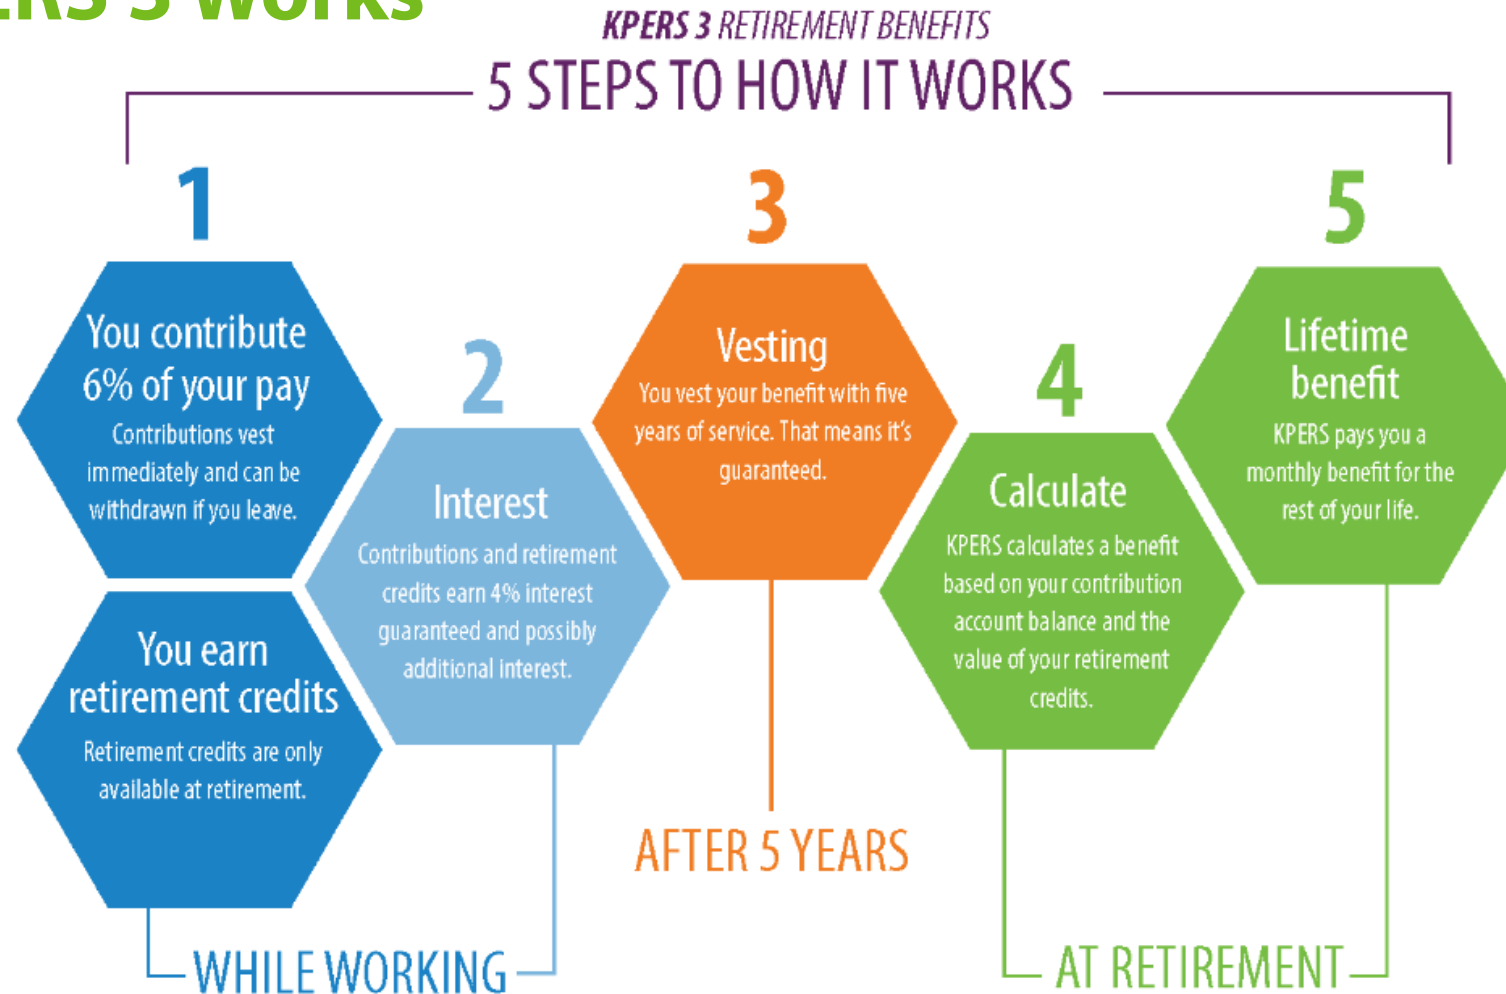 3 Works
KPERS 3 RETIREMENT BENEFITS
5 STEPS TO HOW IT WORKS
1
You contribute
6% of your pay
Contributions vest
immediately and can be
withdrawn if you leave.
You earn
retirement credits
Retirement credits are only
available at retirement.
2
Interest
Contributions and retirement
credits earn 4% interest
guaranteed and possibly
additional interest.
WHILE WORKING
3
Vesting
You vest your benefit with five
years of service. That means it's
guaranteed.
AFTER 5 YEARS
4
Calculate
KPERS calculates a benefit
based on your contribution
account balance and the
value of your retirement
credits.
5
Lifetime
benefit
KPERS pays you a
monthly benefit for the
rest of your life.
AT RETIREMENT